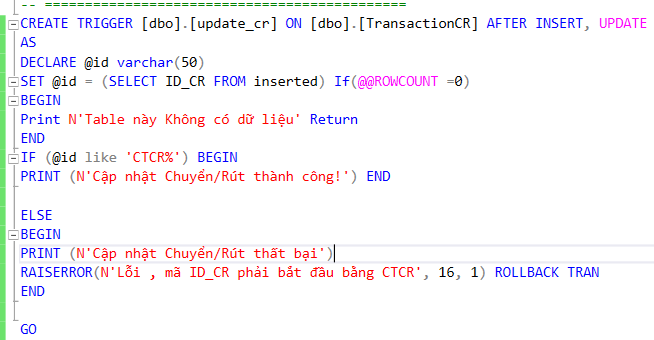 -- =============================================
CREATE TRIGGER [dbo].[update_cr] ON [dbo].[TransactionCR] AFTER INSERT, UPDATE
AS
DECLARE @id varchar(50)
SET @id = (SELECT ID_CR FROM inserted) If(@@ROWCOUNT =0)
BEGIN
Print N'Table này Không có dữ liệu' Return
END
IF (@id like 'CTCR%') BEGIN
PRINT (N'Cập nhật Chuyển/Rút thành công!') END
ELSE
BEGIN
PRINT (N'Cập nhật Chuyển/Rút thất bại')
RAISERROR(N'Lỗi , mã ID_CR phải bắt đầu bằng CTCR', 16, 1) ROLLBACK TRAN
END
GO